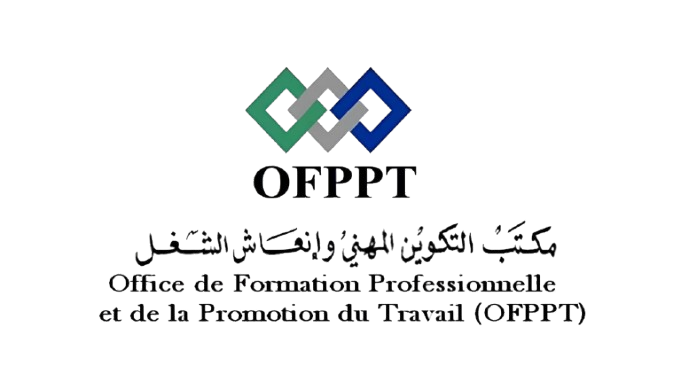 OFPPT
مكتب التكوين المهني وإنعاش الشغل
Office de Formation Professionnelle
et de la Promotion du Travail (OFPPT)